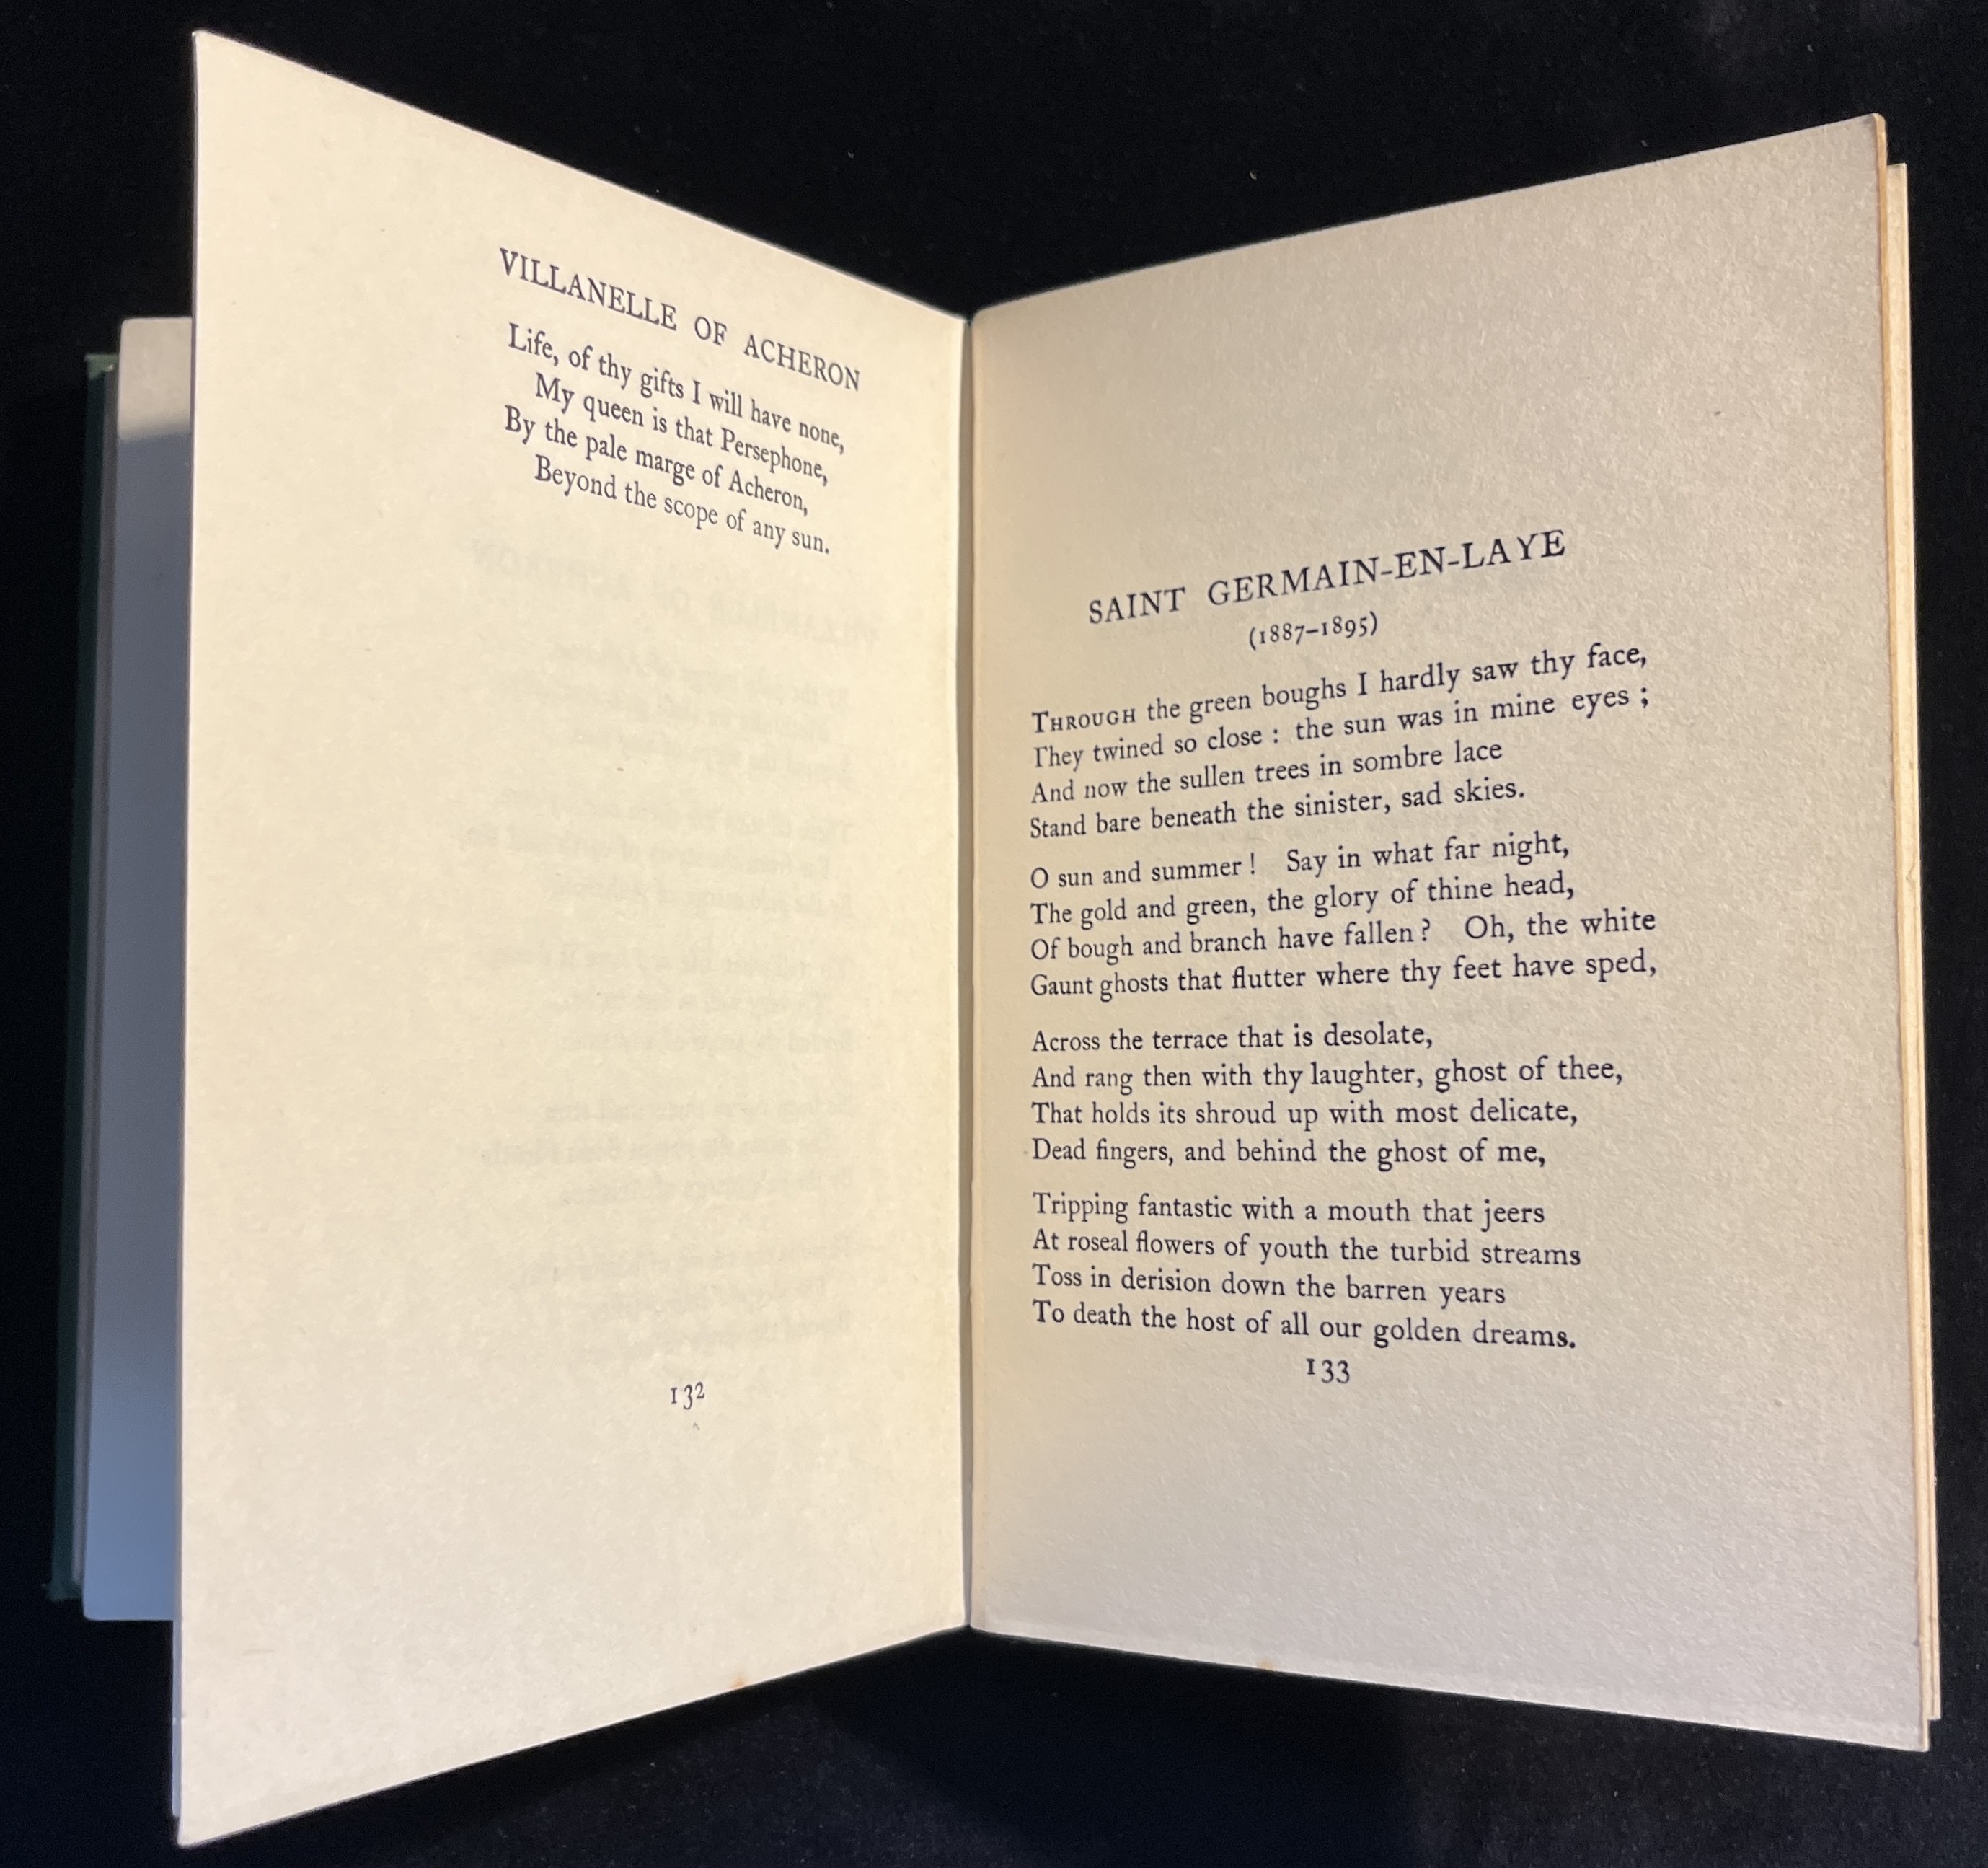 VILLANELLE OF ACHERON
Life, of thy gifts I will have none,
My queen is that Persephone,
By the pale marge of Acheron,
Beyond the scope of any sun.
132
SAINT GERMAIN-EN-LAYE
(1887–1895)
THROUGH the green boughs I hardly saw thy face,
They twined so close : the sun was in mine eyes ;
And now the sullen trees in sombre lace
Stand bare beneath the sinister, sad skies.
O sun and summer ! Say in what far night,
The gold and green, the glory of thine head,
Of bough and branch have fallen ? Oh, the white
Gaunt ghosts that flutter where thy feet have sped,
Across the terrace that is desolate,
And rang then with thy laughter, ghost of thee,
That holds its shroud up with most delicate,
Dead fingers, and behind the ghost of me,
Tripping fantastic with a mouth that jeers
At roseal flowers of youth the turbid streams
Toss in derision down the barren years
To death the host of all our golden dreams.
133